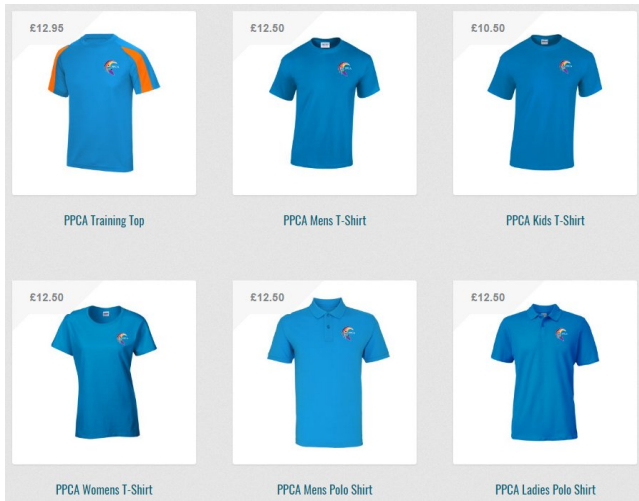 £12.95
£12.50
£10.50
PPCA Training Top
PPCA Mens T-Shirt
PPCA Kids T-Shirt
£12.50
£12.50
£12.50
PPCA Womens T-Shirt
PPCA Mens Polo Shirt
PPCA Ladies Polo Shirt